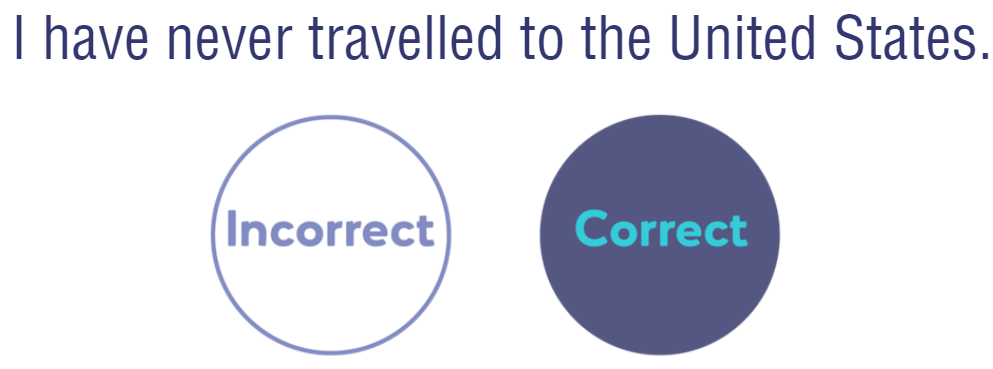 I have never travelled to the United States.
Incorrect Correct